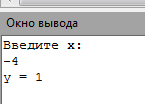 Окно вывода
Введите x:
-4
y = 1